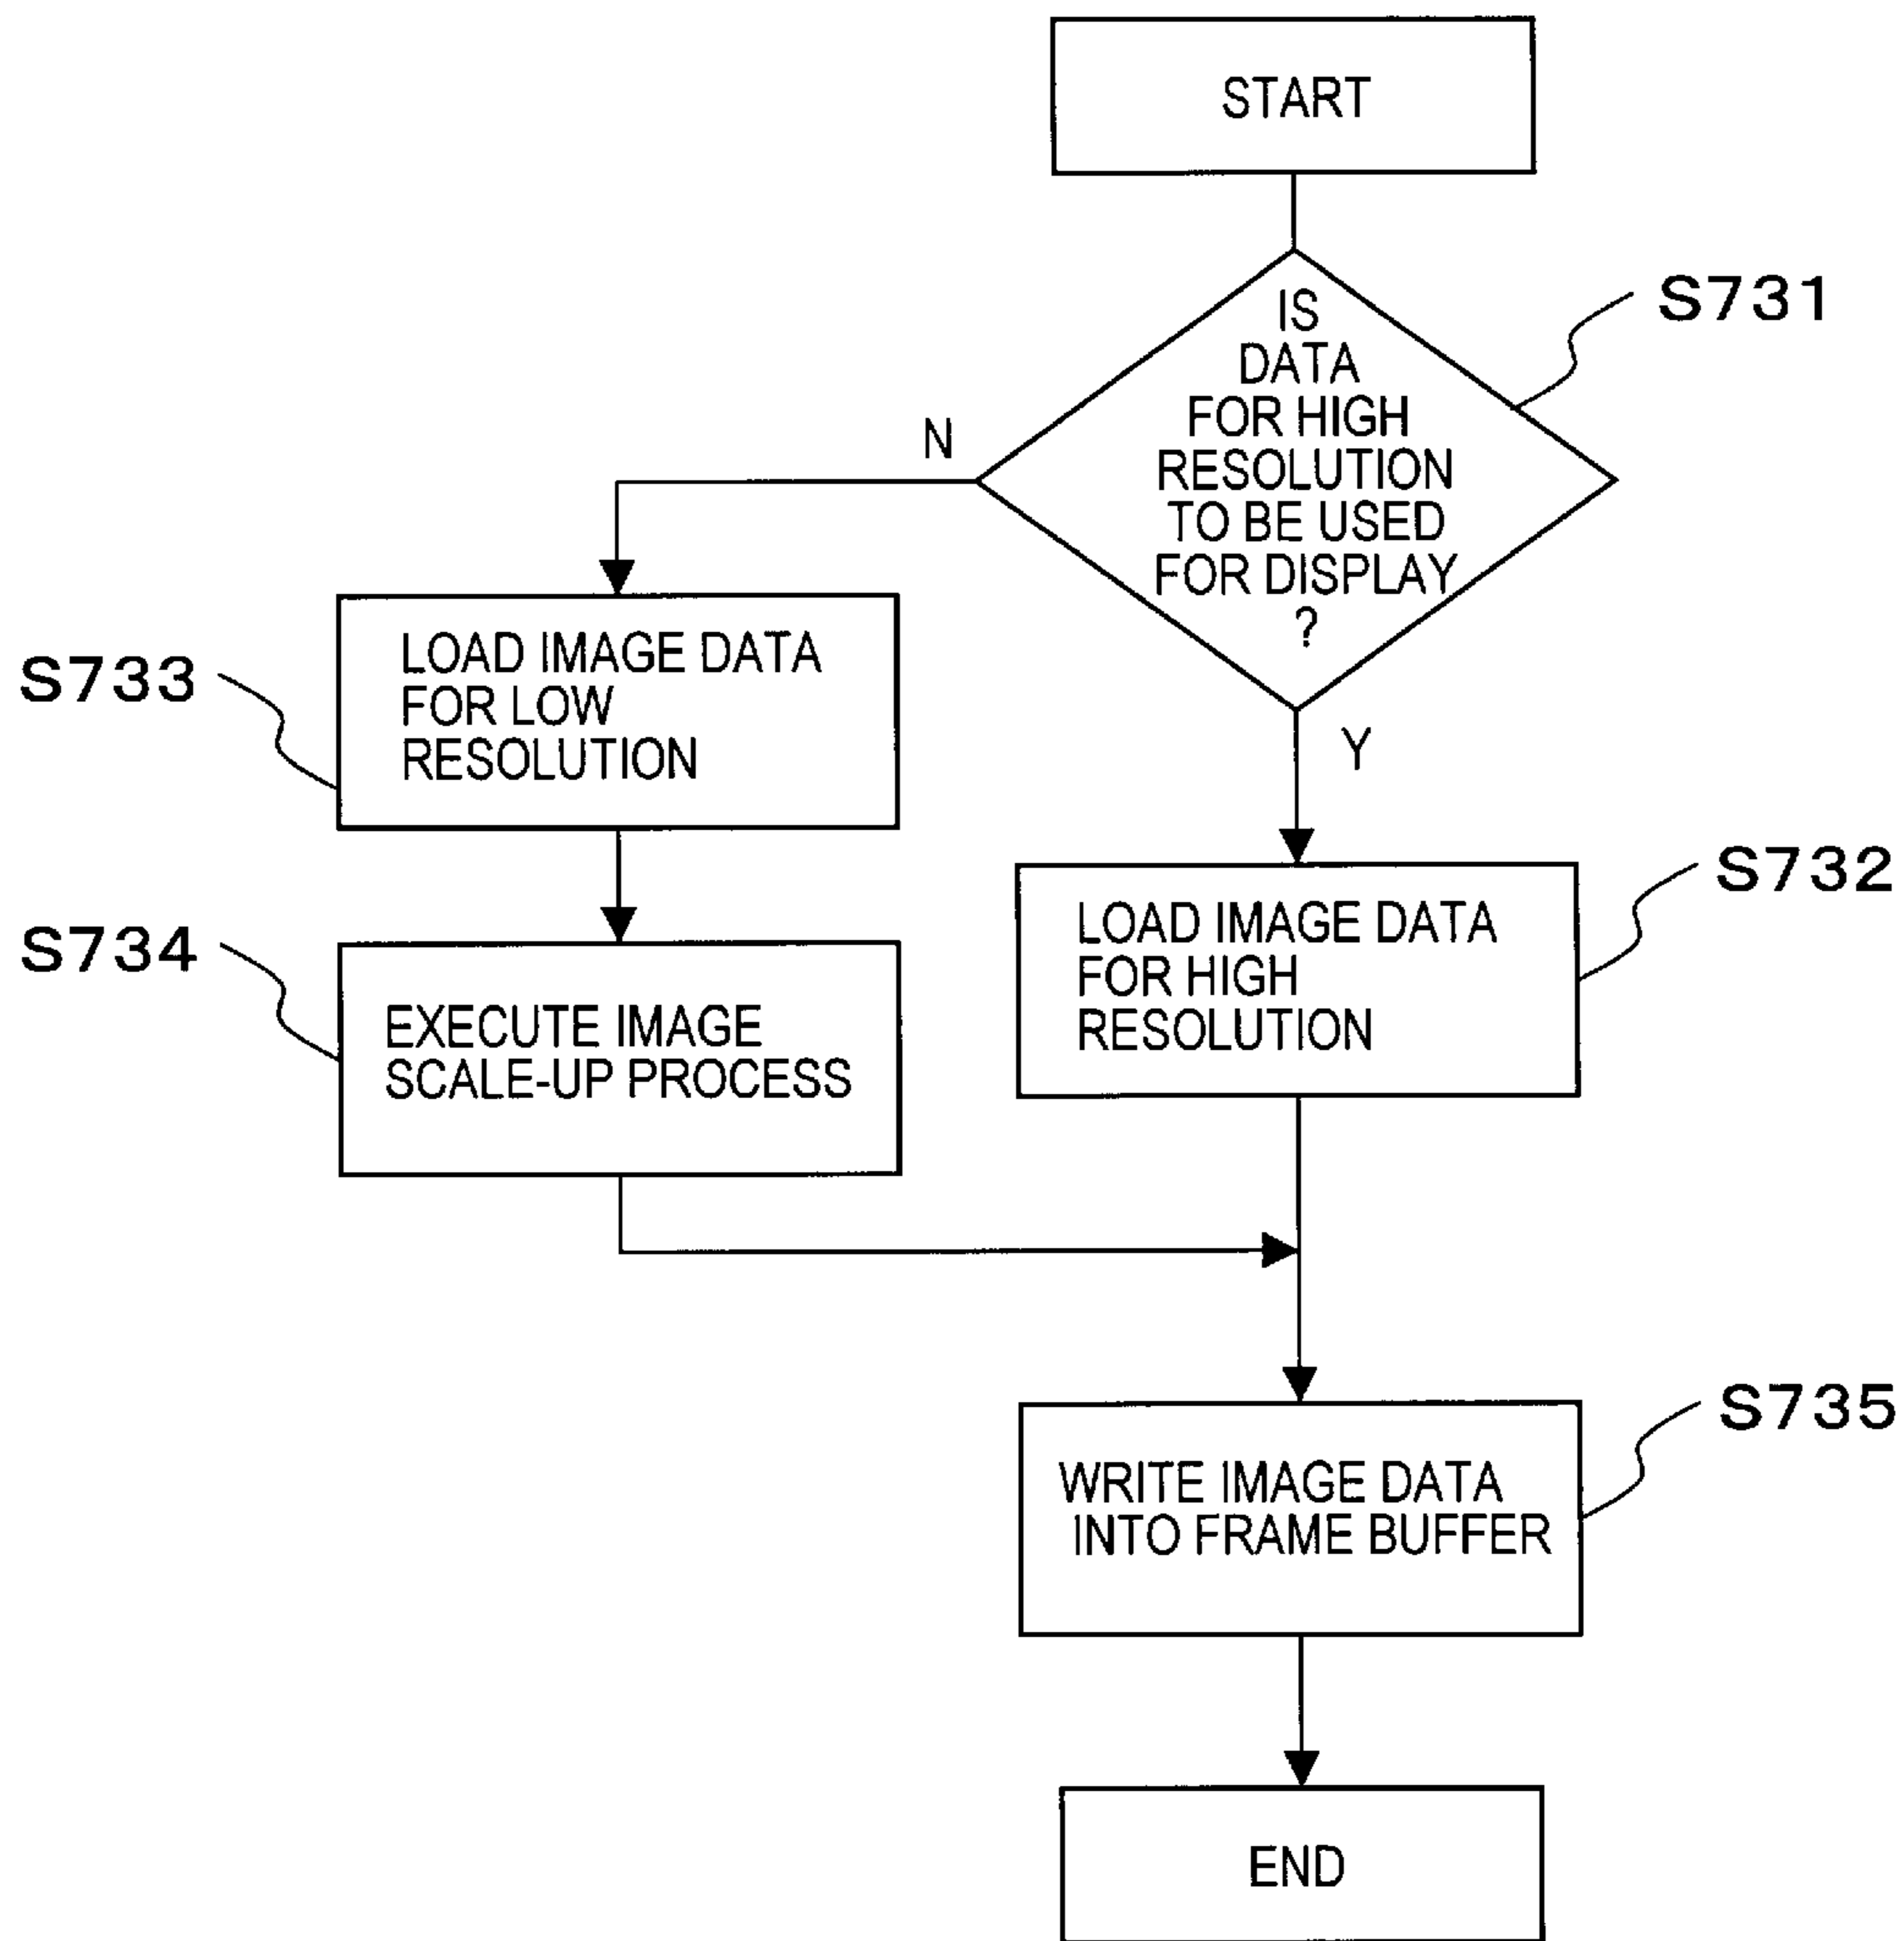 START
S731
IS
DATA
FOR HIGH
RESOLUTION
TO BE USED
FOR DISPLAY
?
N
Y
S733
LOAD IMAGE DATA
FOR LOW
RESOLUTION
S732
LOAD IMAGE DATA
FOR HIGH
RESOLUTION
S734
EXECUTE IMAGE
SCALE-UP PROCESS
S735
WRITE IMAGE DATA
INTO FRAME BUFFER
END